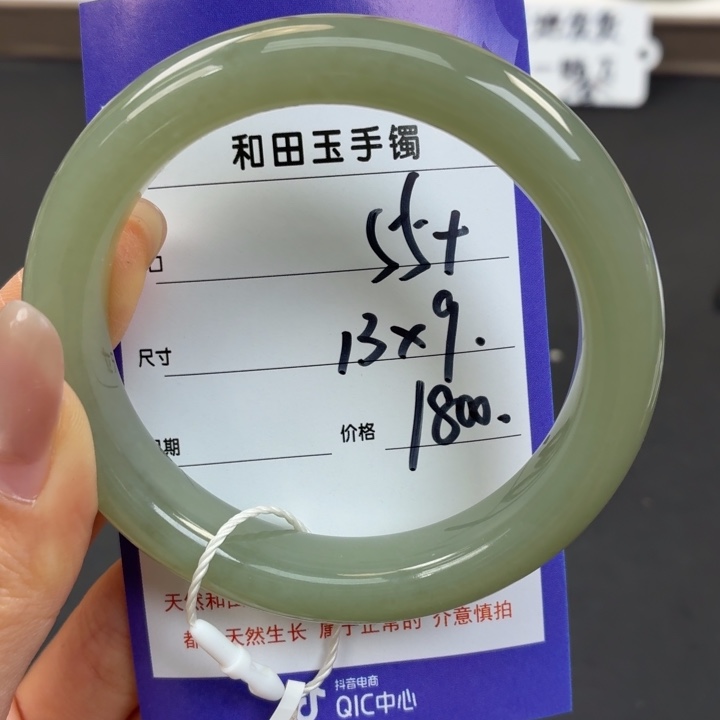 和田玉手镯
口 55+
尺寸 13×9.
期 价格 1800.
天然和田
都 天然生长 属于正常的 介意慎拍
抖音电商
QIC中心